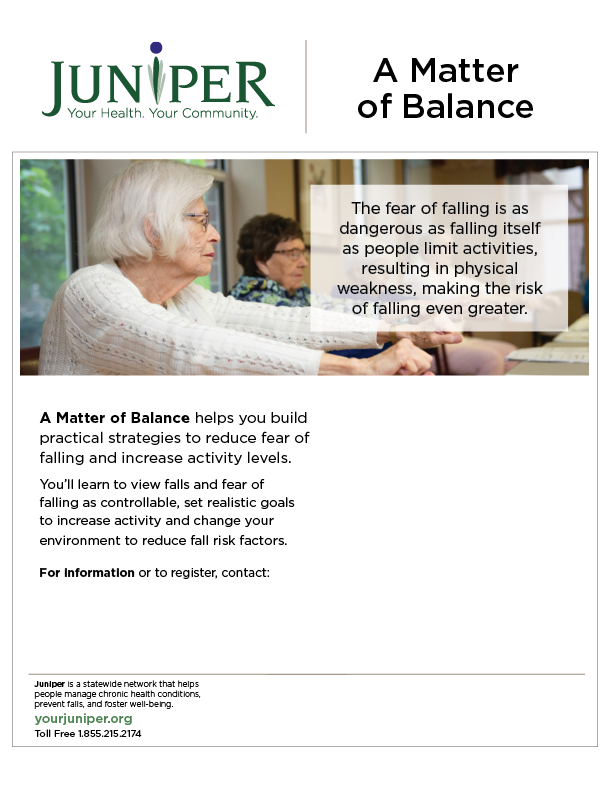 JUNIPER
Your Health. Your Community.
A Matter
of Balance
The fear of falling is as
dangerous as falling itself
as people limit activities,
resulting in physical
weakness, making the risk
of falling even greater.
A Matter of Balance helps you build
practical strategies to reduce fear of
falling and increase activity levels.
You'll learn to view falls and fear of
falling as controllable, set realistic goals
to increase activity and change your
environment to reduce fall risk factors.
For information or to register, contact:
Juniper is a statewide network that helps
people manage chronic health conditions,
prevent falls, and foster well-being.
yourjuniper.org
Toll Free 1.855.215.2174